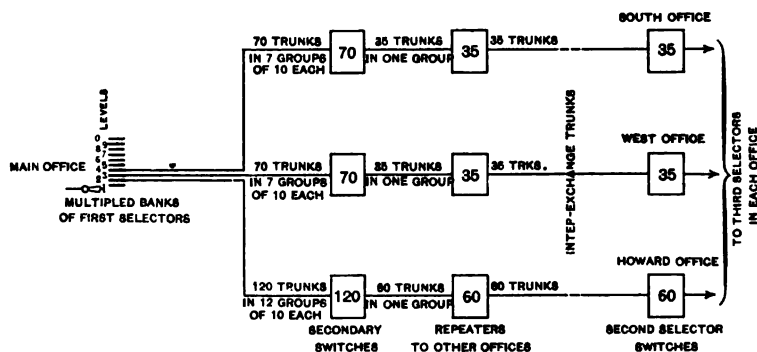 SOUTH OFFICE
70 TRUNKS
IN 7 GROUPS
OF 10 EACH
70
35 TRUNKS
IN ONE GROUP
35
35 TRUNKS
35
LEVELS
0
9
8
7
6
5
4
3
2
1
MAIN OFFICE
MULTIPLED BANKS
OF FIRST SELECTORS
WEST OFFICE
70 TRUNKS
IN 7 GROUPS
OF 10 EACH
70
35 TRUNKS
IN ONE GROUP
35
35 TRKS.
35
INTER-EXCHANGE TRUNKS
TO THIRD SELECTORS
IN EACH OFFICE
HOWARD OFFICE
120 TRUNKS
IN 12 GROUPS
OF 10 EACH
120
60 TRUNKS
IN ONE GROUP
60
60 TRUNKS
60
SECONDARY
SWITCHES
REPEATERS
TO OTHER OFFICES
SECOND SELECTOR
SWITCHES